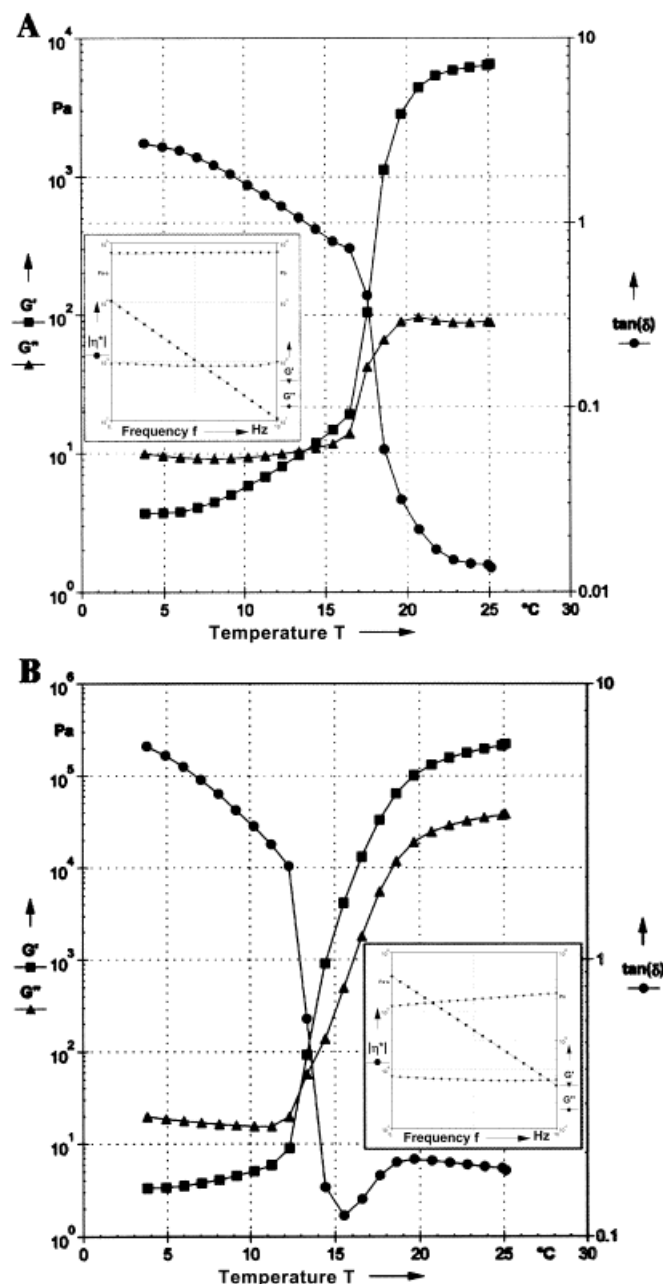 A
10⁴
10
Pa
10³
1
G'
10²
|η*|
G'
tan(δ)
G"
G"
0.1
Frequency f
Hz
10¹
10⁰
0.01
0
5
10
15
20
25
°C
30
Temperature T
B
10⁶
10
Pa
10⁵
10⁴
G'
10³
1
tan(δ)
G"
|η*|
10²
G'
G"
Frequency f
Hz
10¹
10⁰
0.1
0
5
10
15
20
25
°C
30
Temperature T